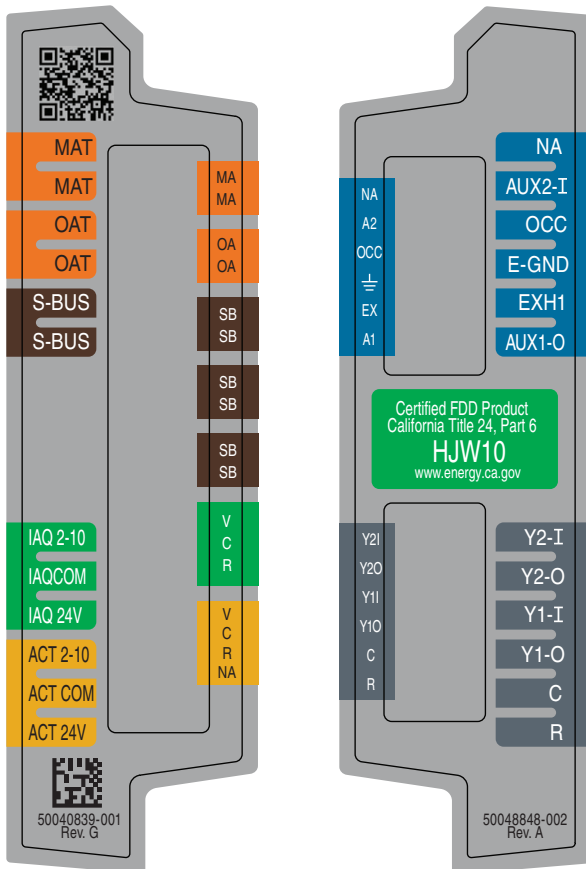 MAT
MAT
OAT
OAT
S-BUS
S-BUS
IAQ 2-10
IAQCOM
IAQ 24V
ACT 2-10
ACT COM
ACT 24V
50040839-001
Rev. G
MA
MA
OA
OA
SB
SB
SB
SB
SB
SB
V
C
R
V
C
R
NA
NA
A2
OCC
EX
A1
NA
AUX2-I
OCC
E-GND
EXH1
AUX1-O
Certified FDD Product
California Title 24, Part 6
HJW10
www.energy.ca.gov
Y2I
Y2O
Y1I
Y1O
C
R
Y2-I
Y2-O
Y1-I
Y1-O
C
R
50048848-002
Rev. A